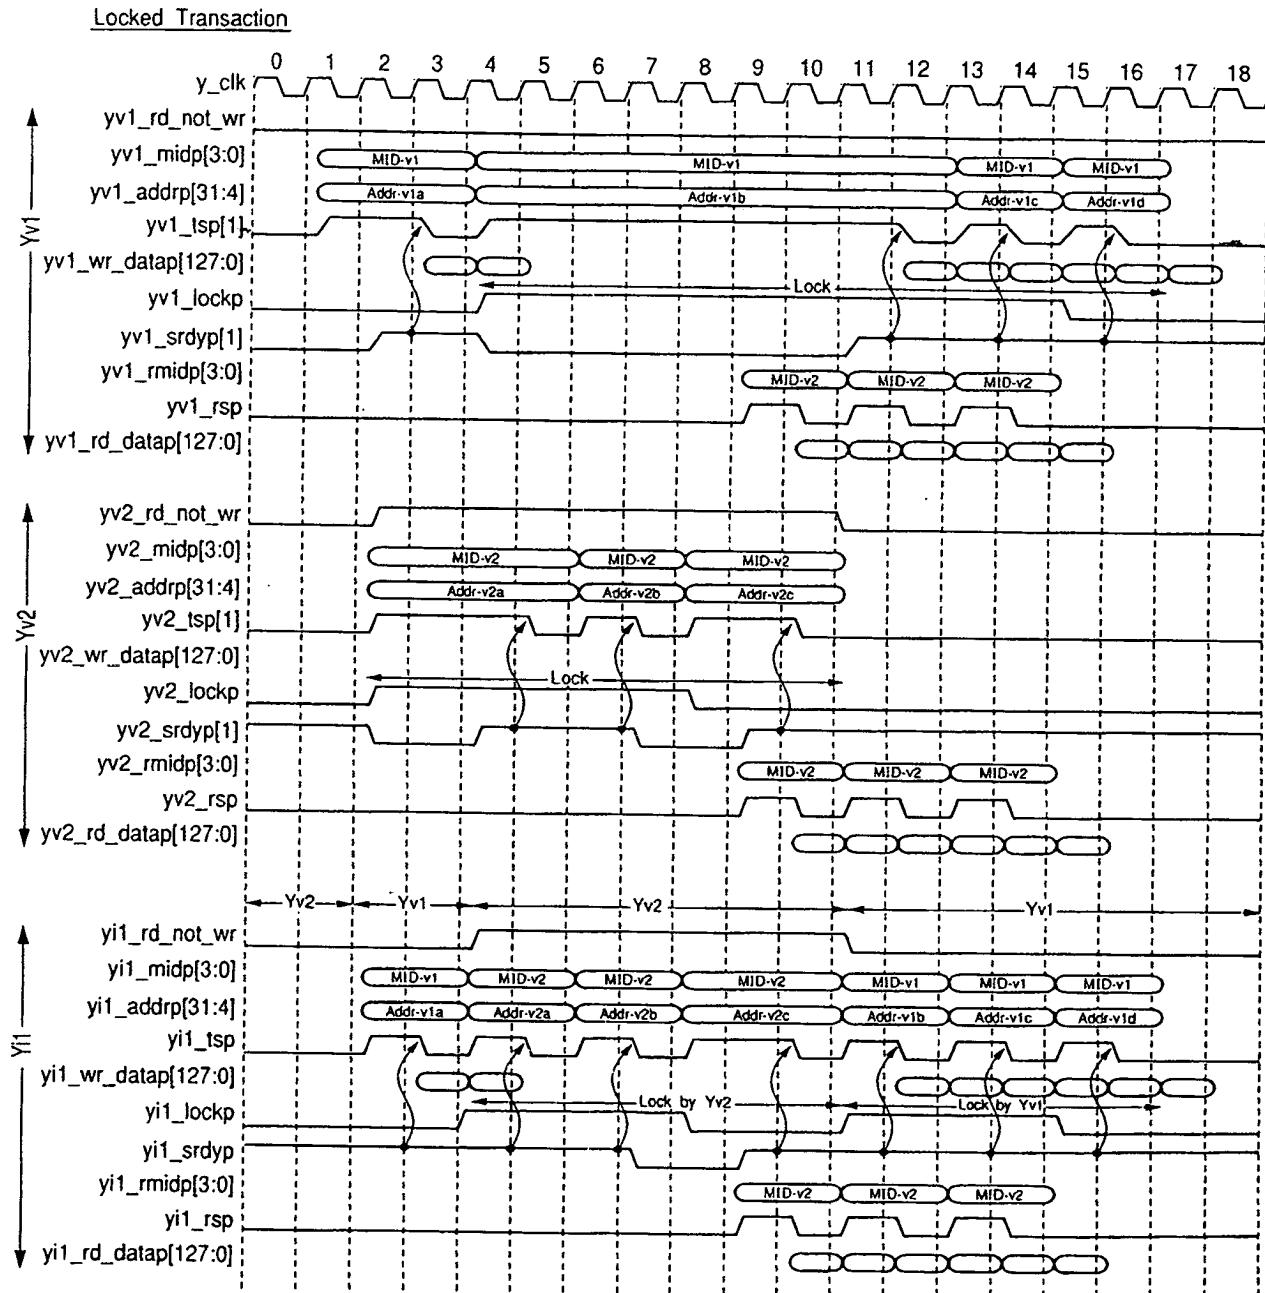 Locked Transaction
0 1 2 3 4 5 6 7 8 9 10 11 12 13 14 15 16 17 18
y_clk
Yv1
yv1_rd_not_wr
yv1_midp[3:0] MID-v1 MID-v1 MID-v1 MID-v1
yv1_addrp[31:4] Addr-v1a Addr-v1b Addr-v1c Addr-v1d
yv1_tsp[1]
yv1_wr_datap[127:0]
yv1_lockp Lock
yv1_srdyp[1]
yv1_rmidp[3:0] MID-v2 MID-v2 MID-v2
yv1_rsp
yv1_rd_datap[127:0]
Yv2
yv2_rd_not_wr
yv2_midp[3:0] MID-v2 MID-v2 MID-v2
yv2_addrp[31:4] Addr-v2a Addr-v2b Addr-v2c
yv2_tsp[1]
yv2_wr_datap[127:0]
yv2_lockp Lock
yv2_srdyp[1]
yv2_rmidp[3:0] MID-v2 MID-v2 MID-v2
yv2_rsp
yv2_rd_datap[127:0]
Yv2 Yv1 Yv2 Yv1
Yi1
yi1_rd_not_wr
yi1_midp[3:0] MID-v1 MID-v2 MID-v2 MID-v2 MID-v1 MID-v1 MID-v1
yi1_addrp[31:4] Addr-v1a Addr-v2a Addr-v2b Addr-v2c Addr-v1b Addr-v1c Addr-v1d
yi1_tsp
yi1_wr_datap[127:0]
yi1_lockp Lock by Yv2 Lock by Yv1
yi1_srdyp
yi1_rmidp[3:0] MID-v2 MID-v2 MID-v2
yi1_rsp
yi1_rd_datap[127:0]